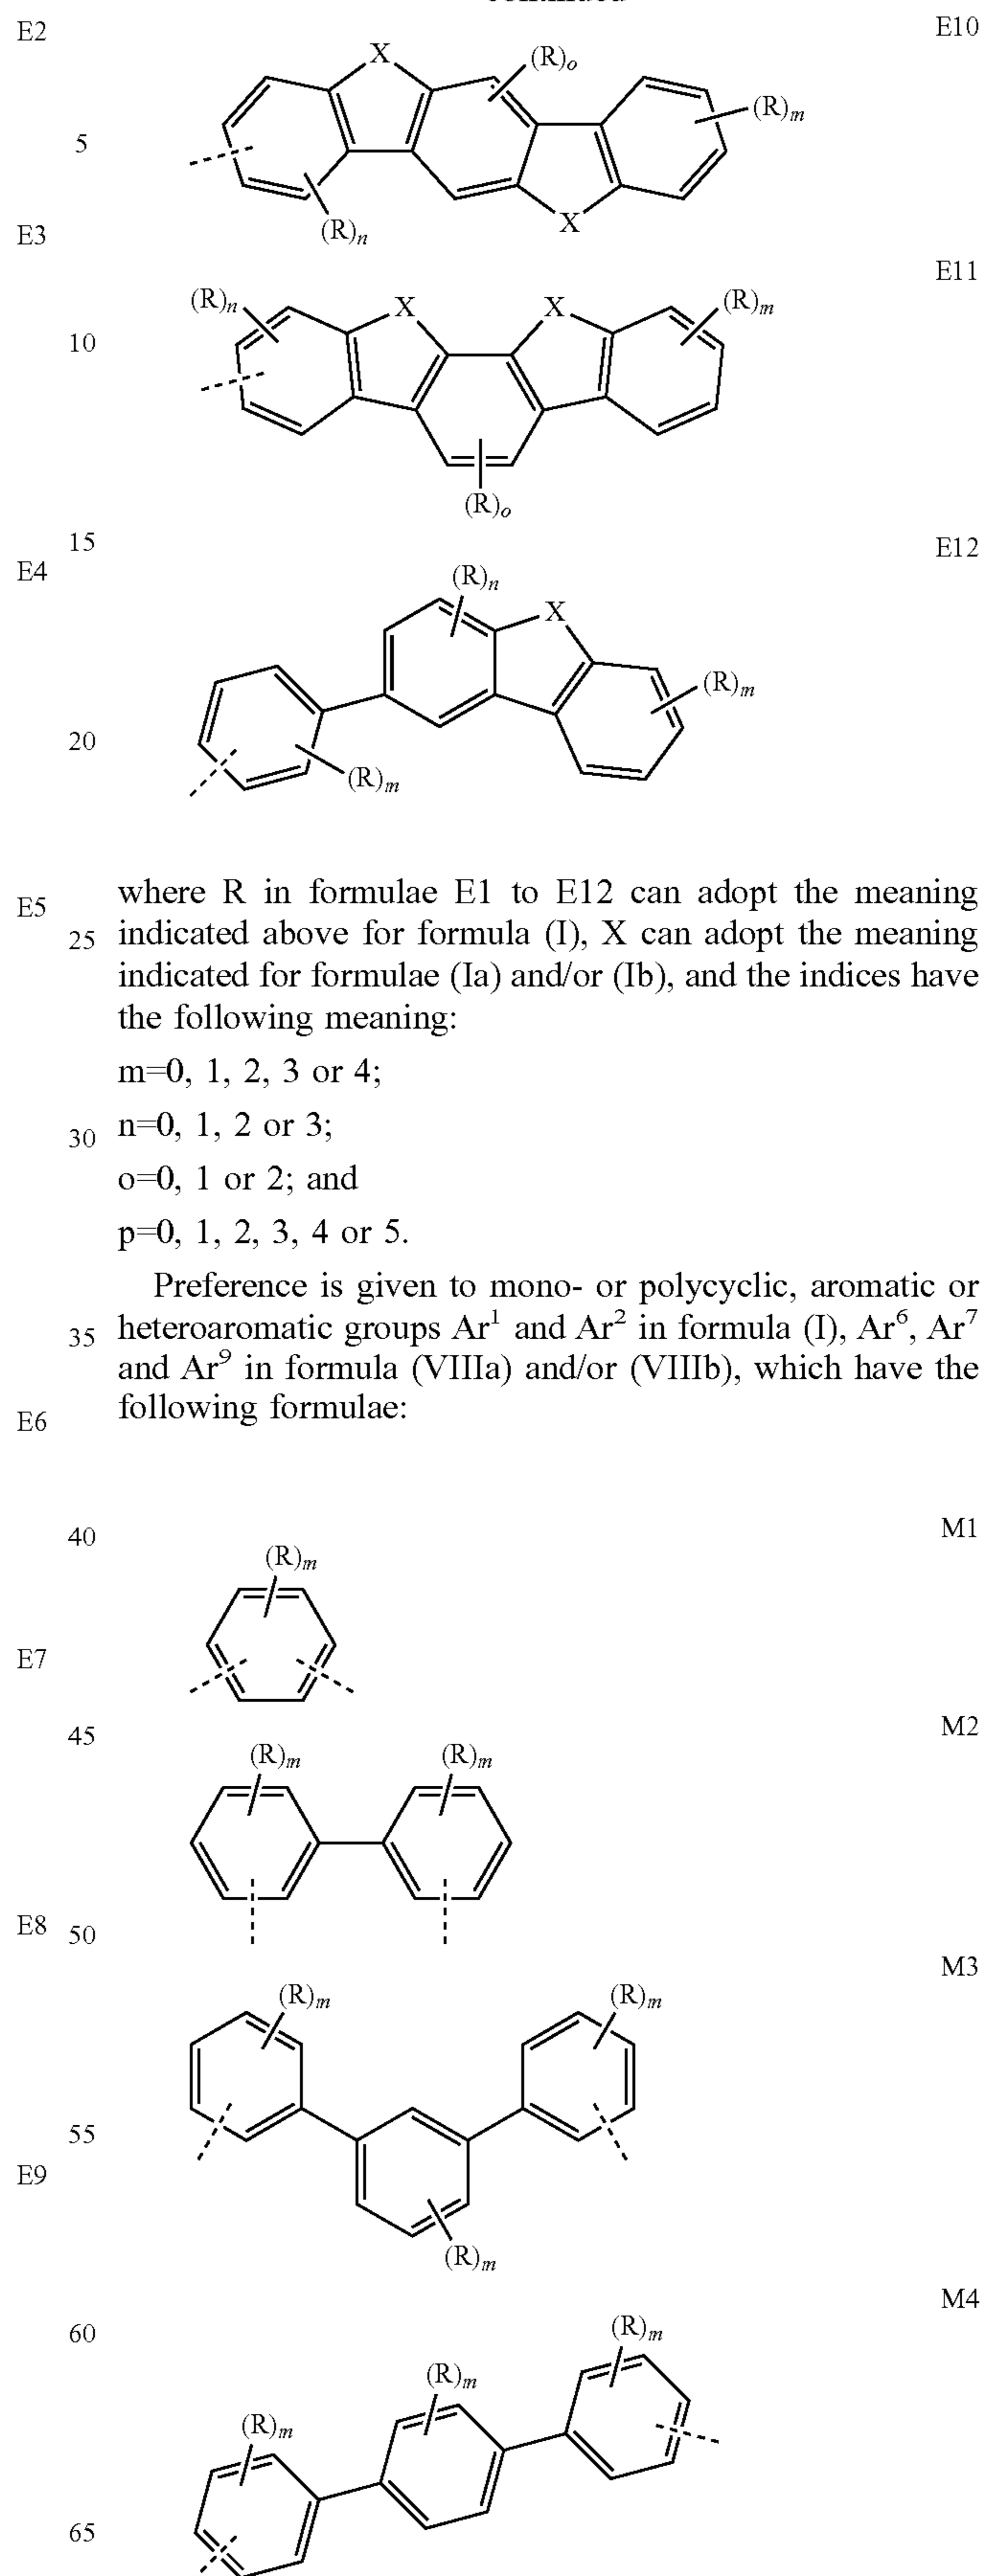 E2
E10
X
(R)o
(R)m
5
(R)n
X
E3
E11
(R)n
X
X
(R)m
10
(R)o
15
E12
E4
(R)n
X
(R)m
20
(R)m
E5
where R in formulae E1 to E12 can adopt the meaning
25
indicated above for formula (I), X can adopt the meaning
indicated for formulae (Ia) and/or (Ib), and the indices have
the following meaning:
m=0, 1, 2, 3 or 4;
30
n=0, 1, 2 or 3;
o=0, 1 or 2; and
p=0, 1, 2, 3, 4 or 5.
Preference is given to mono- or polycyclic, aromatic or
35
heteroaromatic groups Ar1 and Ar2 in formula (I), Ar6, Ar7
and Ar9 in formula (VIIIa) and/or (VIIIb), which have the
following formulae:
E6
40
M1
(R)m
E7
45
M2
(R)m
(R)m
E8
50
M3
(R)m
(R)m
55
E9
(R)m
M4
60
(R)m
(R)m
(R)m
65